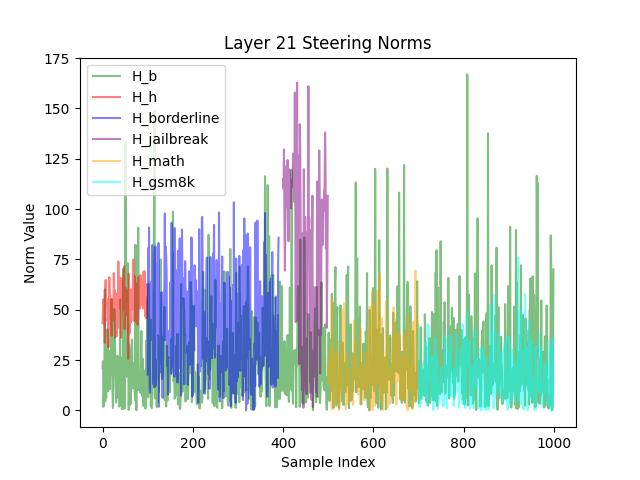 Layer 21 Steering Norms
Norm Value
175
150
125
100
75
50
25
0
H_b
H_h
H_borderline
H_jailbreak
H_math
H_gsm8k
0
200
400
600
800
1000
Sample Index